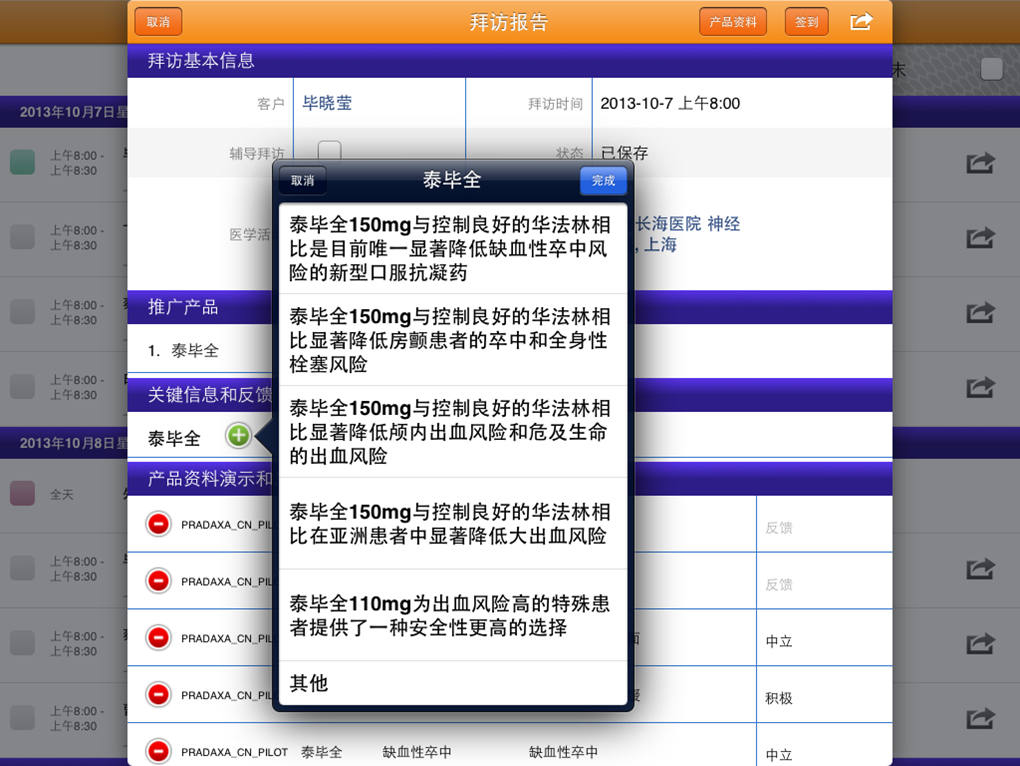 取消
拜访报告
产品资料
签到
拜访基本信息
末
客户
毕晓莹
拜访时间
2013-10-7 上午8:00
2013年10月7日星
辅导拜访
状态
已保存
上午8:00 -
上午8:30
取消
泰毕全
完成
医学活
长海医院 神经
, 上海
上午8:00 -
上午8:30
泰毕全150mg与控制良好的华法林相
比是目前唯一显著降低缺血性卒中风
险的新型口服抗凝药
推广产品
上午8:00 -
上午8:30
泰毕全150mg与控制良好的华法林相
比显著降低房颤患者的卒中和全身性
栓塞风险
1. 泰毕全
上午8:00 -
上午8:30
关键信息和反馈
泰毕全150mg与控制良好的华法林相
比显著降低颅内出血风险和危及生命
的出血风险
泰毕全
2013年10月8日星
产品资料演示和
全天
泰毕全150mg与控制良好的华法林相
比在亚洲患者中显著降低大出血风险
PRADAXA_CN_PIL
反馈
上午8:00 -
上午8:30
PRADAXA_CN_PIL
反馈
泰毕全110mg为出血风险高的特殊患
者提供了一种安全性更高的选择
上午8:00 -
上午8:30
PRADAXA_CN_PIL
中立
其他
PRADAXA_CN_PIL
积极
上午8:00 -
上午8:30
PRADAXA_CN_PILOT
泰毕全
缺血性卒中
缺血性卒中
中立